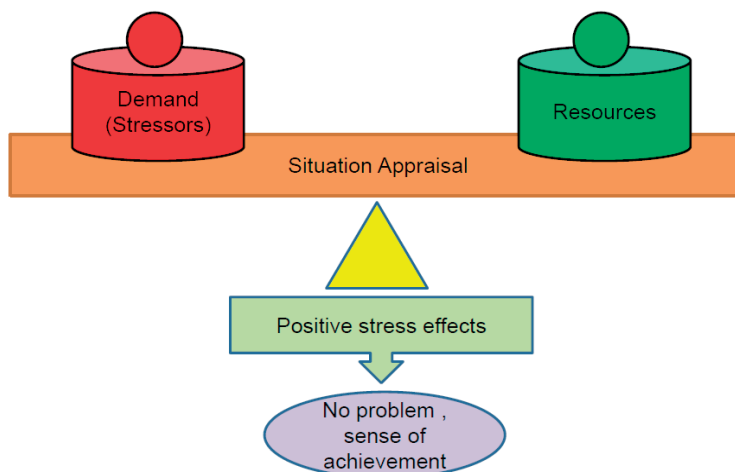 Demand
(Stressors)
Resources
Situation Appraisal
Positive stress effects
No problem ,
sense of
achievement